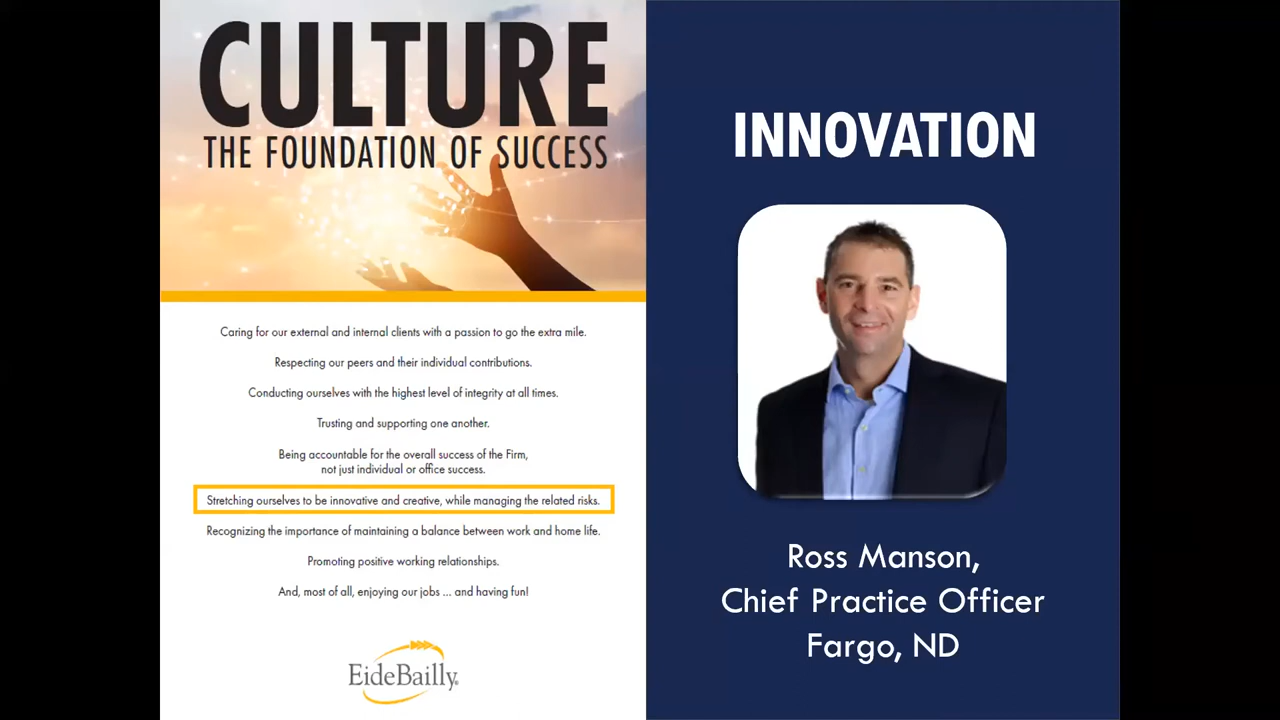 CULTURE
THE FOUNDATION OF SUCCESS
Caring for our external and internal clients with a passion to go the extra mile.
Respecting our peers and their individual contributions.
Conducting ourselves with the highest level of integrity at all times.
Trusting and supporting one another.
Being accountable for the overall success of the Firm,
not just individual or office success.
Stretching ourselves to be innovative and creative, while managing the related risks.
Recognizing the importance of maintaining a balance between work and home life.
Promoting positive working relationships.
And, most of all, enjoying our jobs ... and having fun!
EideBailly®
INNOVATION
Ross Manson,
Chief Practice Officer
Fargo, ND